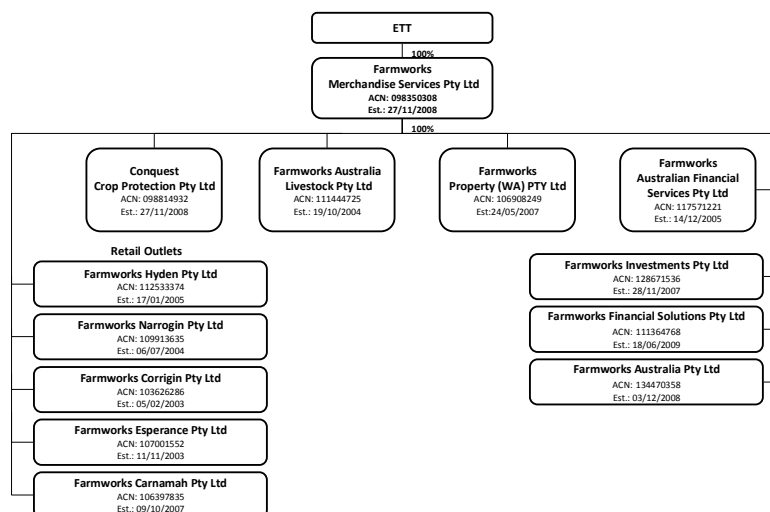 ETT
100%
Farmworks
Merchandise Services Pty Ltd
ACN: 098350308
Est.: 27/11/2008
100%
Conquest
Crop Protection Pty Ltd
ACN: 098814932
Est.: 27/11/2008
Farmworks Australia
Livestock Pty Ltd
ACN: 111444725
Est.: 19/10/2004
Farmworks
Property (WA) PTY Ltd
ACN: 106908249
Est:24/05/2007
Farmworks
Australian Financial
Services Pty Ltd
ACN: 117571221
Est.: 14/12/2005
Retail Outlets
Farmworks Hyden Pty Ltd
ACN: 112533374
Est.: 17/01/2005
Farmworks Narrogin Pty Ltd
ACN: 109913635
Est.: 06/07/2004
Farmworks Corrigin Pty Ltd
ACN: 103626286
Est.: 05/02/2003
Farmworks Esperance Pty Ltd
ACN: 107001552
Est.: 11/11/2003
Farmworks Carnamah Pty Ltd
ACN: 106397835
Est.: 09/10/2007
Farmworks Investments Pty Ltd
ACN: 128671536
Est.: 28/11/2007
Farmworks Financial Solutions Pty Ltd
ACN: 111364768
Est.: 18/06/2009
Farmworks Australia Pty Ltd
ACN: 134470358
Est.: 03/12/2008